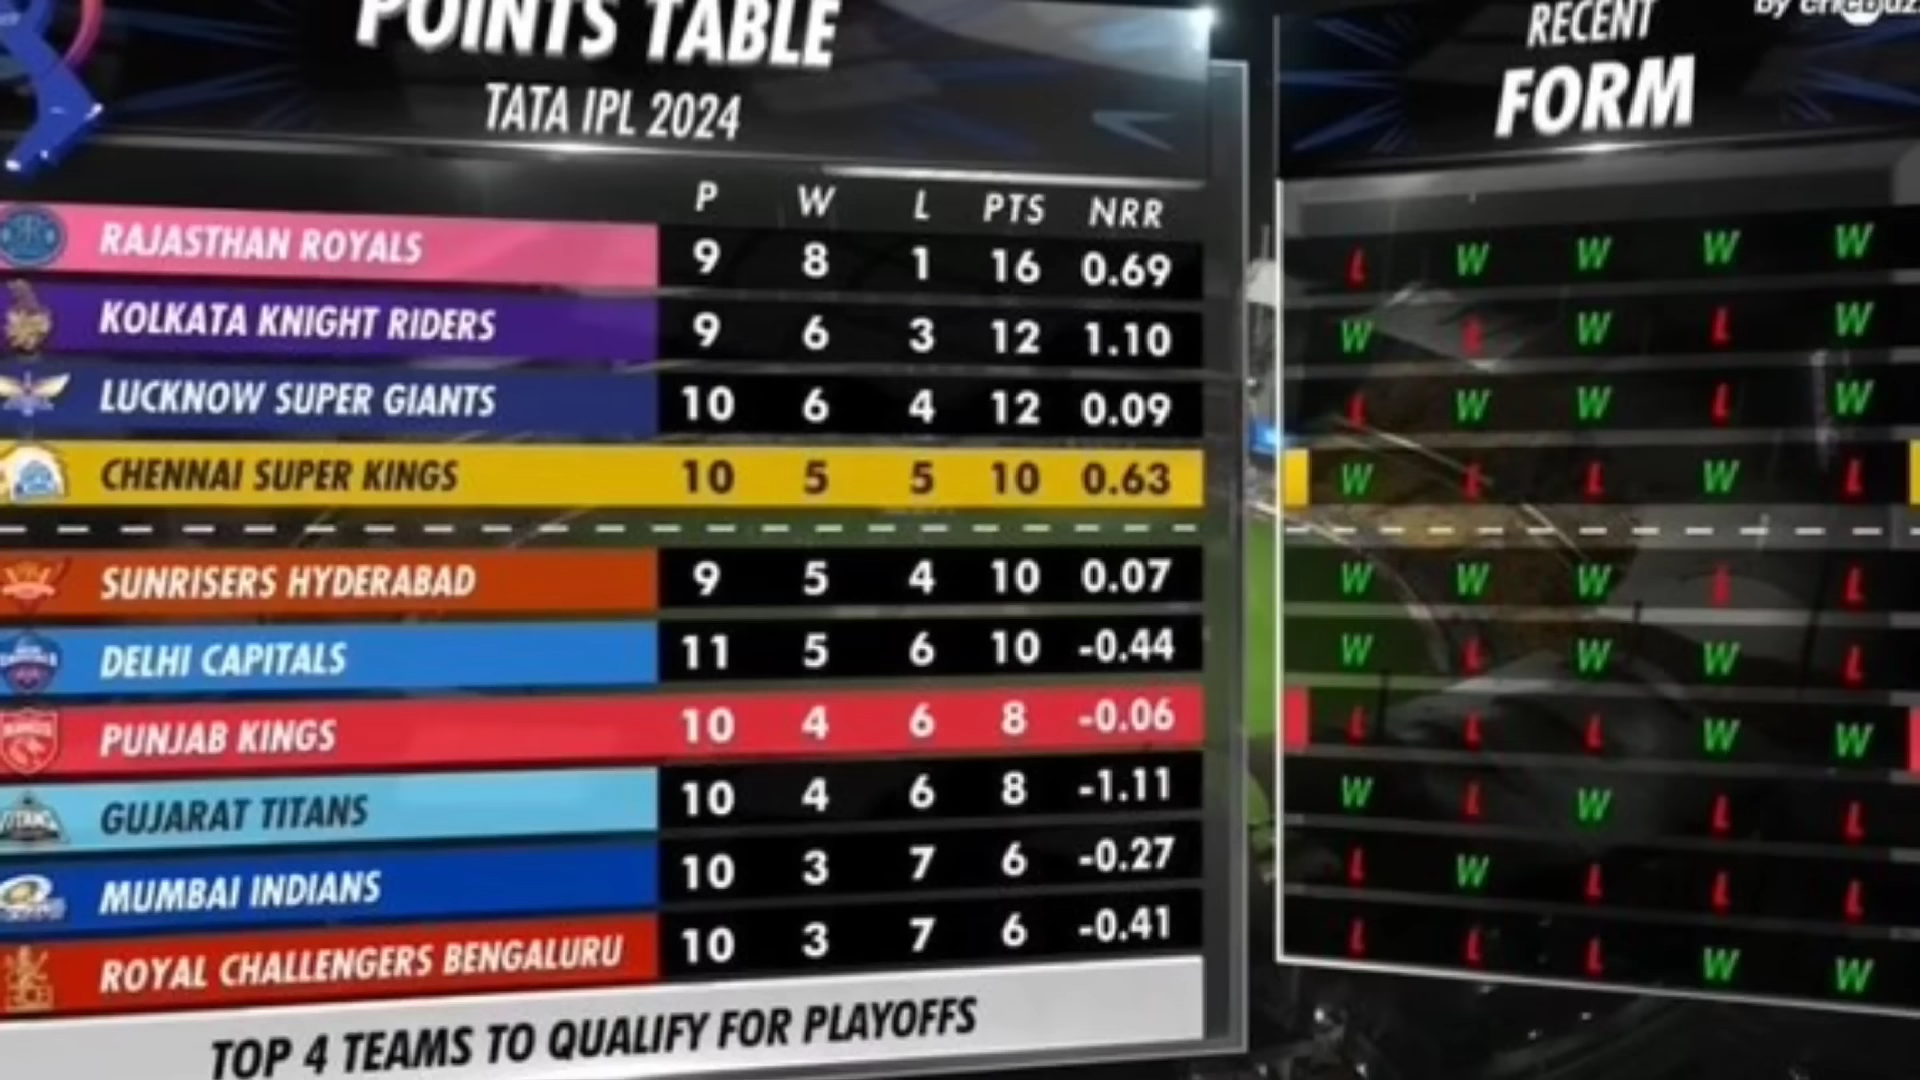 POINTS TABLE
TATA IPL 2024
P W L PTS NRR
RAJASTHAN ROYALS 9 8 1 16 0.69
KOLKATA KNIGHT RIDERS 9 6 3 12 1.10
LUCKNOW SUPER GIANTS 10 6 4 12 0.09
CHENNAI SUPER KINGS 10 5 5 10 0.63
SUNRISERS HYDERABAD 9 5 4 10 0.07
DELHI CAPITALS 11 5 6 10 -0.44
PUNJAB KINGS 10 4 6 8 -0.06
GUJARAT TITANS 10 4 6 8 -1.11
MUMBAI INDIANS 10 3 7 6 -0.27
ROYAL CHALLENGERS BENGALURU 10 3 7 6 -0.41
TOP 4 TEAMS TO QUALIFY FOR PLAYOFFS
by cricbuzz
RECENT
FORM
L W W W W
W L W L W
L W W L W
W L L W L
W W W L L
W L W W L
L L L W W
W L W L L
L W L L L
L L L W W